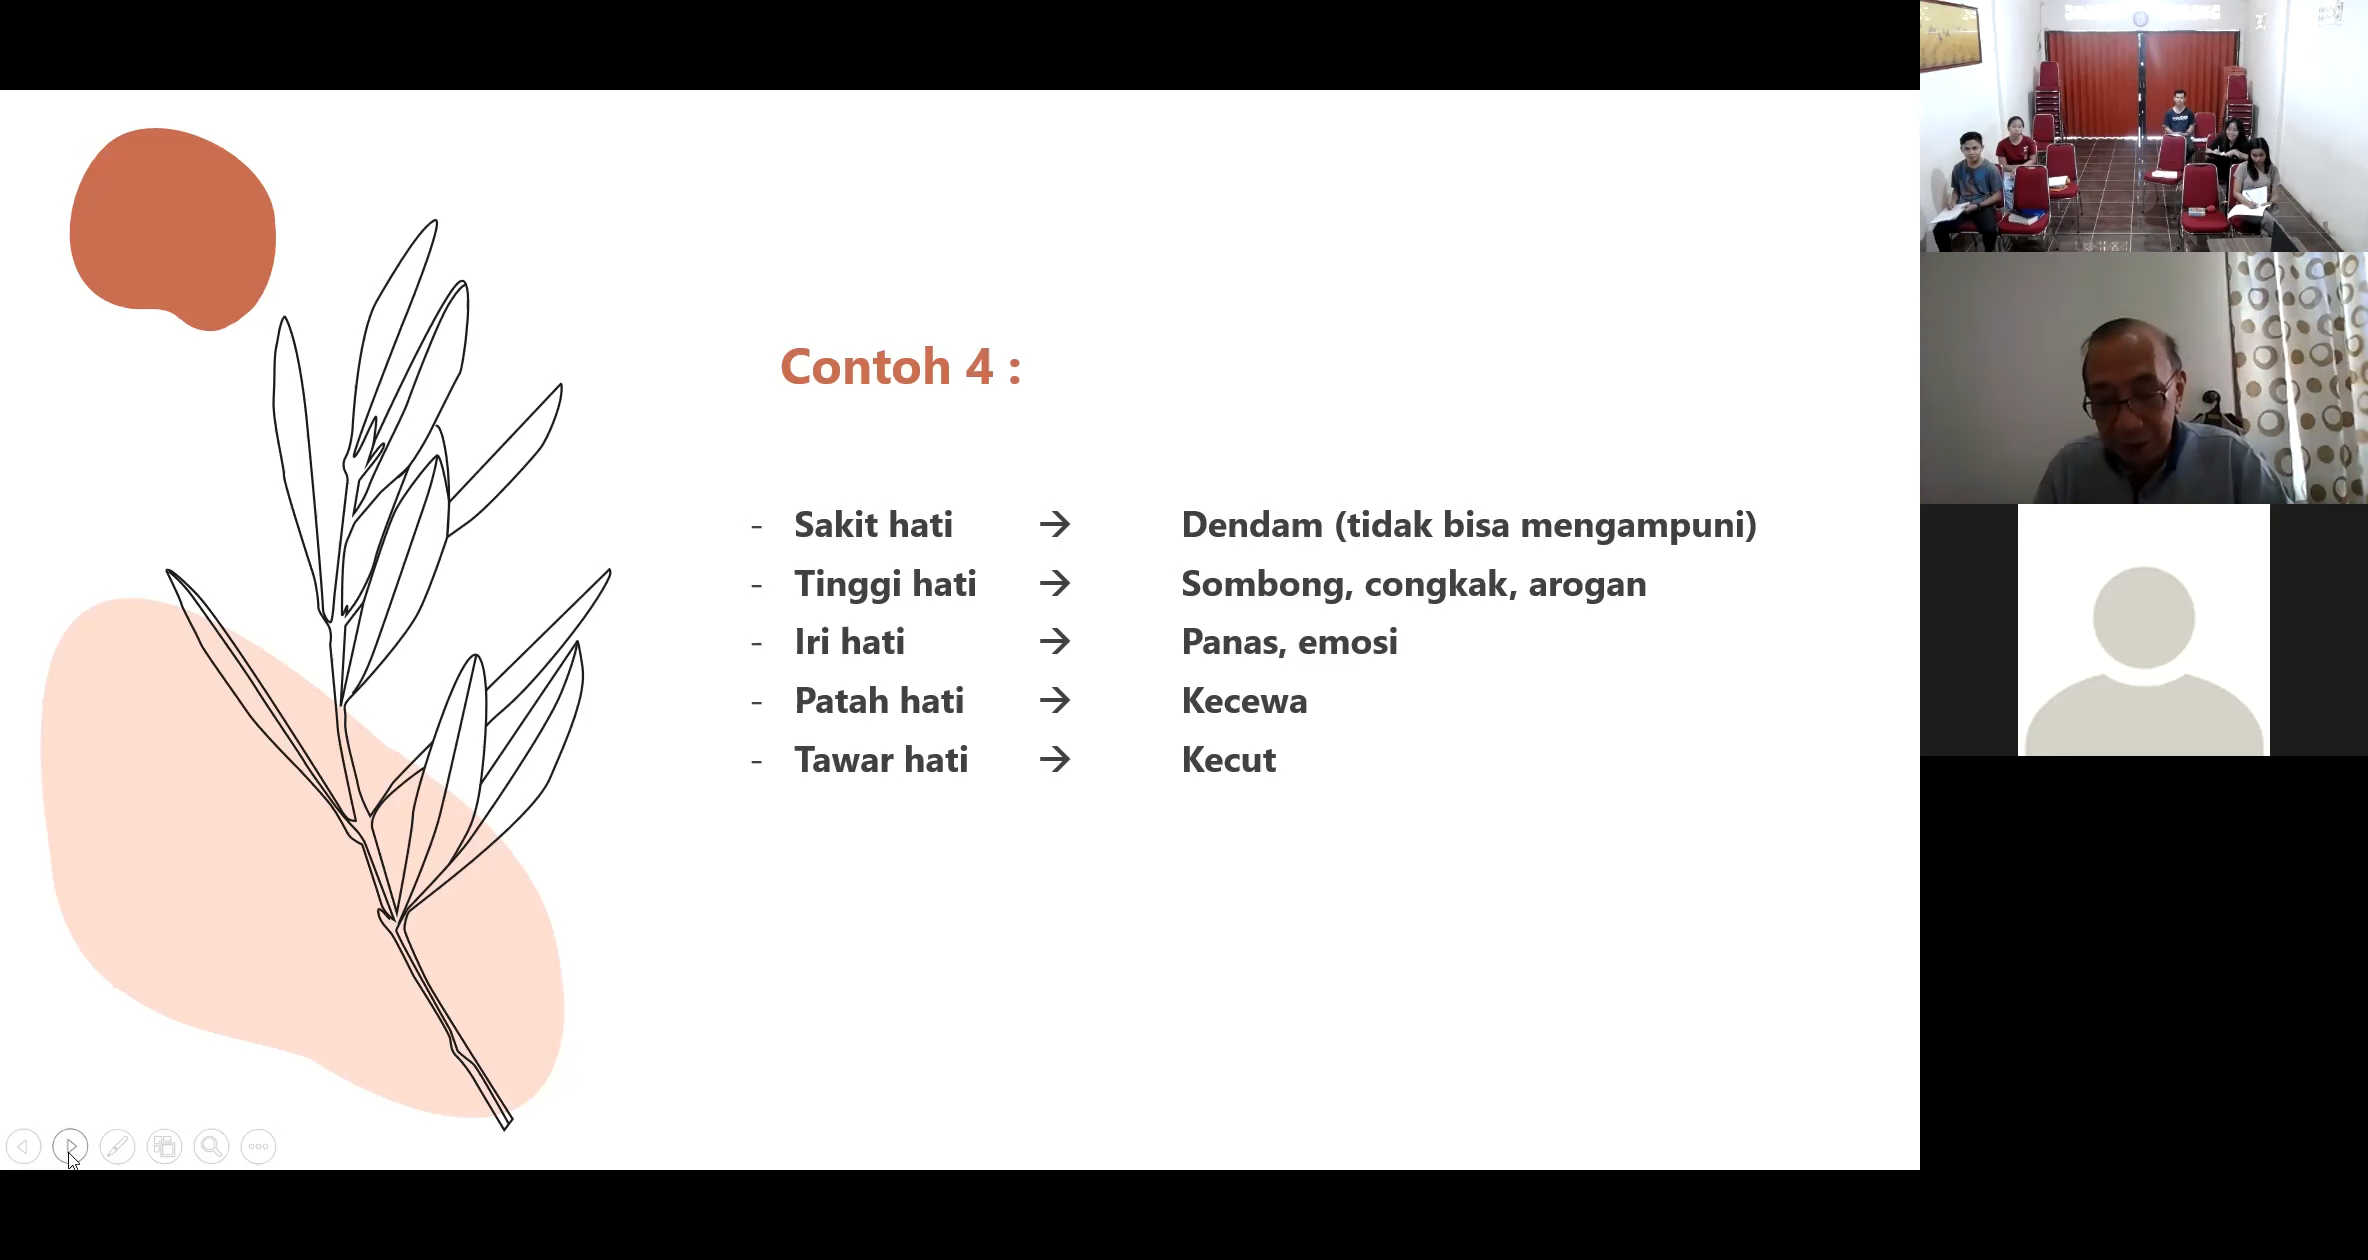 Contoh 4 :
- Sakit hati → Dendam (tidak bisa mengampuni)
- Tinggi hati → Sombong, congkak, arogan
- Iri hati → Panas, emosi
- Patah hati → Kecewa
- Tawar hati → Kecut